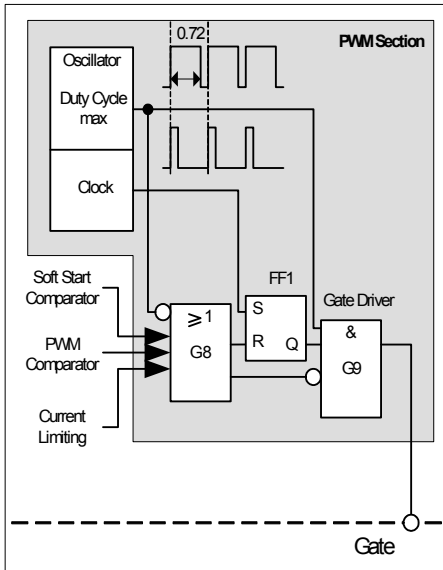 0.72
PWM Section
Oscillator
Duty Cycle
max
Clock
Soft Start
Comparator
PWM
Comparator
Current
Limiting
≥1
G8
FF1
S
R
Q
Gate Driver
&
G9
Gate